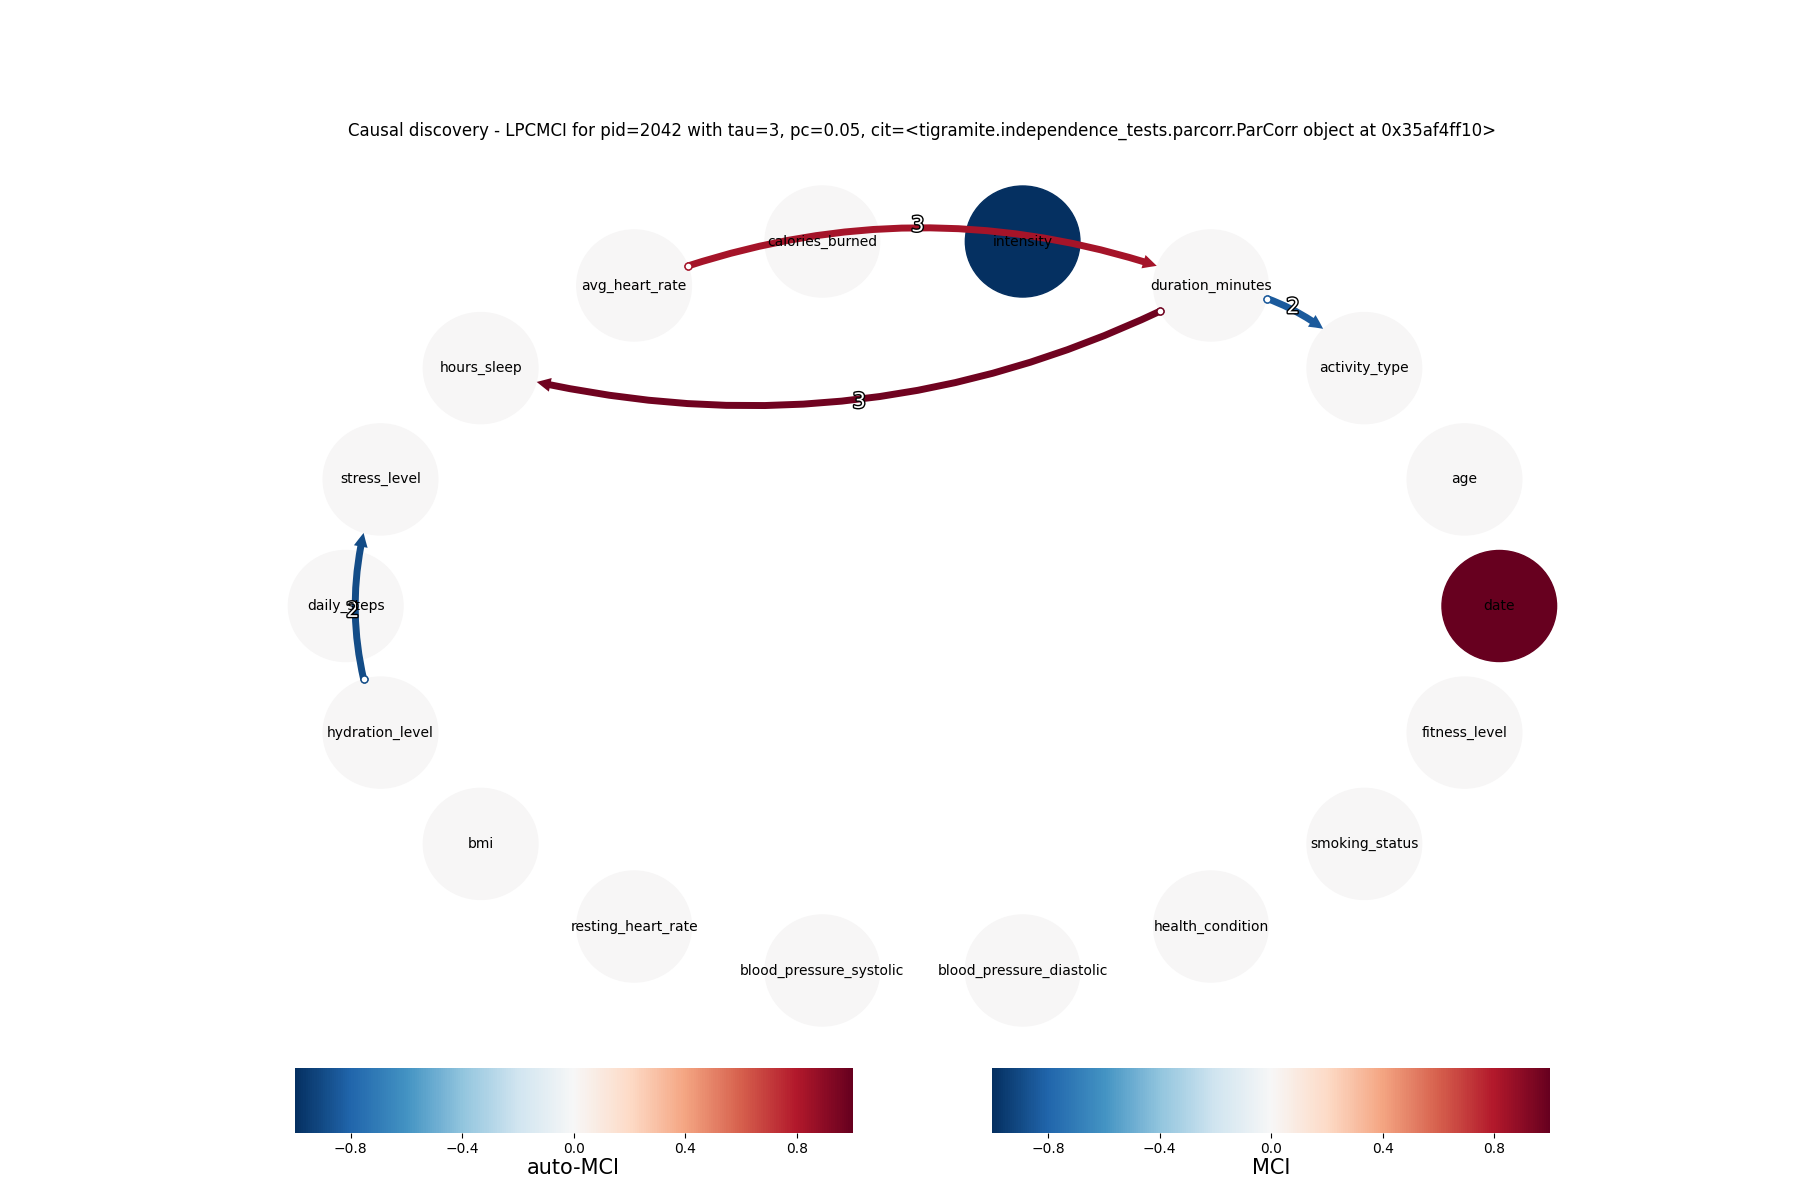 Causal discovery - LPCMCI for pid=2042 with tau=3, pc=0.05, cit=<tigramite.independence_tests.parcorr.ParCorr object at 0x35af4ff10>
3
calories_burned
intensity
avg_heart_rate
duration_minutes
2
hours_sleep
activity_type
3
stress_level
age
daily_steps
2
date
hydration_level
fitness_level
bmi
smoking_status
resting_heart_rate
health_condition
blood_pressure_systolic
blood_pressure_diastolic
−0.8 −0.4 0.0 0.4 0.8
auto-MCI
−0.8 −0.4 0.0 0.4 0.8
MCI